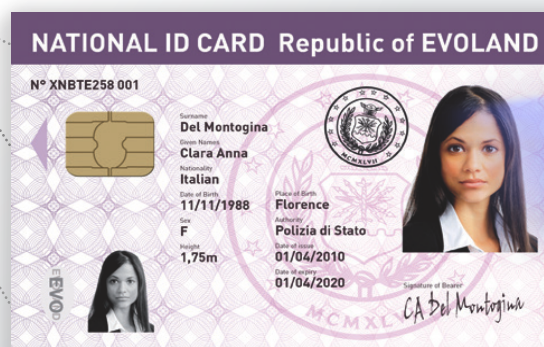 NATIONAL ID CARD Republic of EVOLAND
Nº XNBTE258 001
Surname
Del Montogina
Given Names
Clara Anna
Nationality
Italian
Date of Birth
11/11/1988
Sex
F
Height
1,75m
Place of Birth
Florence
Authority
Polizia di Stato
Date of issue
01/04/2010
Date of expiry
01/04/2020
MCMXLVII
EVO
MCMXL
Signature of Bearer
CA Del Montogina